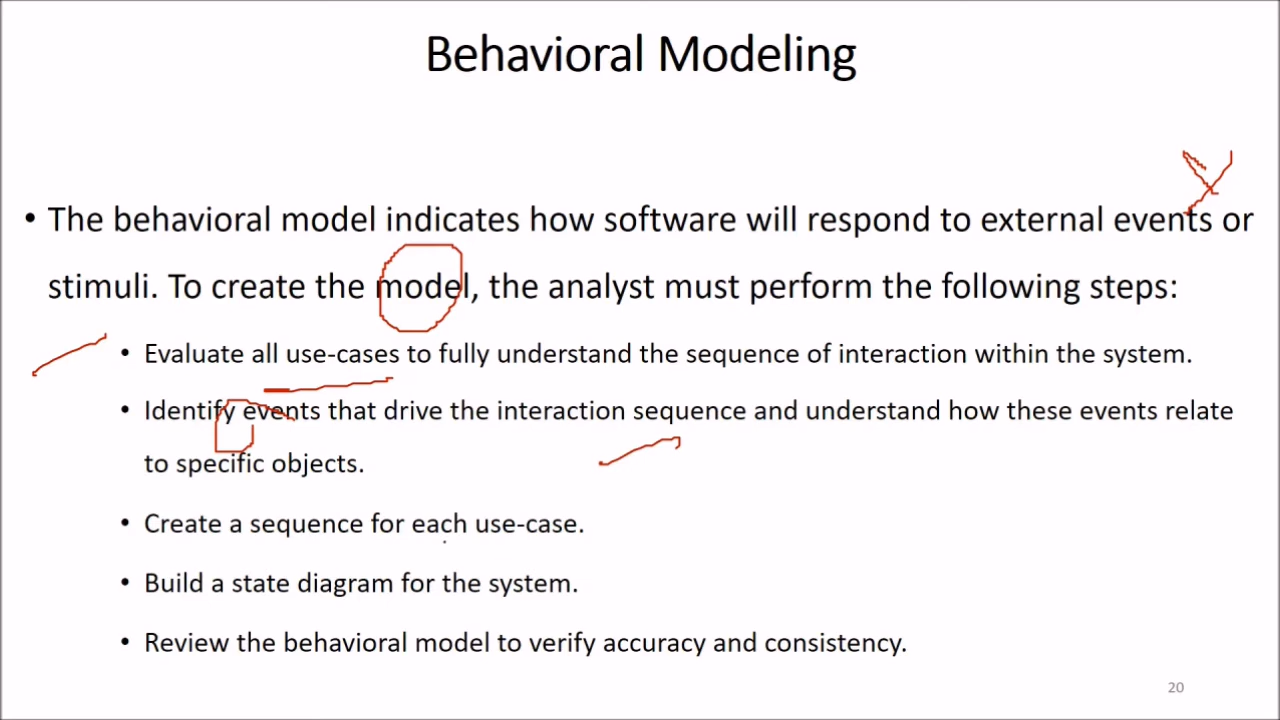 Behavioral Modeling
• The behavioral model indicates how software will respond to external events or
stimuli. To create the model, the analyst must perform the following steps:
• Evaluate all use-cases to fully understand the sequence of interaction within the system.
• Identify events that drive the interaction sequence and understand how these events relate
to specific objects.
• Create a sequence for each use-case.
• Build a state diagram for the system.
• Review the behavioral model to verify accuracy and consistency.
20